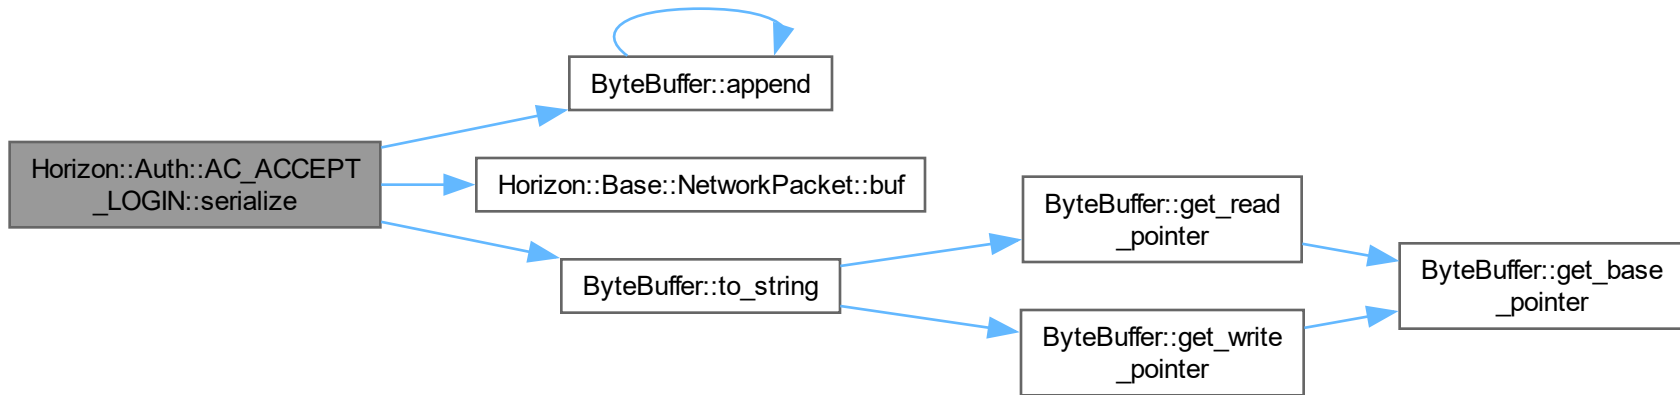 Horizon::Auth::AC_ACCEPT
_LOGIN::serialize
ByteBuffer::append
Horizon::Base::NetworkPacket::buf
ByteBuffer::to_string
ByteBuffer::get_read
_pointer
ByteBuffer::get_write
_pointer
ByteBuffer::get_base
_pointer